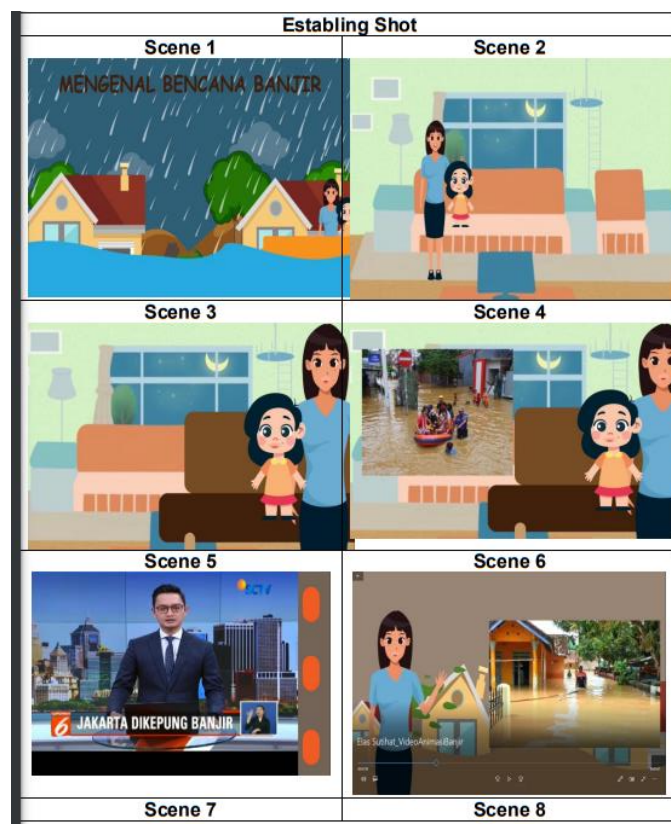 Establing Shot
Scene 1
Scene 2
MENGENAL BENCANA BANJIR
Scene 3
Scene 4
Scene 5
Scene 6
SCTV
6 JAKARTA DIKEPUNG BANJIR
Elas Sutihat_VideoAnimasiBanjir
Scene 7
Scene 8